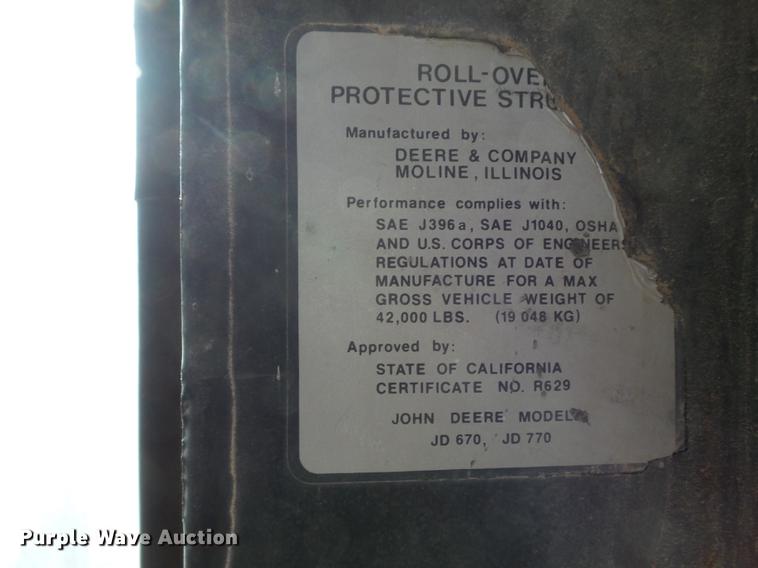 ROLL-OVE
PROTECTIVE STRU
Manufactured by:
DEERE & COMPANY
MOLINE, ILLINOIS
Performance complies with:
SAE J396a, SAE J1040, OSHA
AND U.S. CORPS OF ENGINEERS
REGULATIONS AT DATE OF
MANUFACTURE FOR A MAX
GROSS VEHICLE WEIGHT OF
42,000 LBS. (19 048 KG)
Approved by:
STATE OF CALIFORNIA
CERTIFICATE NO. R629
JOHN DEERE MODEL
JD 670, JD 770
Purple Wave Auction